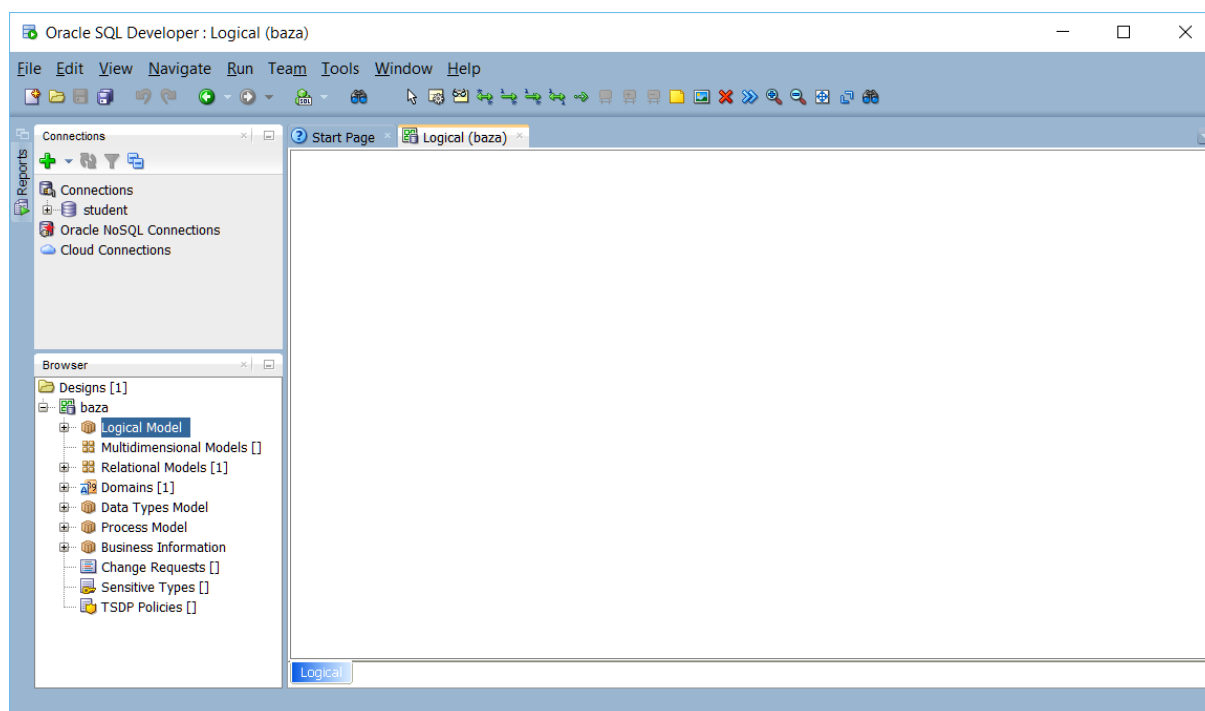 Oracle SQL Developer : Logical (baza)
File Edit View Navigate Run Team Tools Window Help
SQL
Reports
Connections
Connections
student
Oracle NoSQL Connections
Cloud Connections
Start Page
Logical (baza)
Browser
Designs [1]
baza
Logical Model
Multidimensional Models []
Relational Models [1]
Domains [1]
Data Types Model
Process Model
Business Information
Change Requests []
Sensitive Types []
TSDP Policies []
Logical